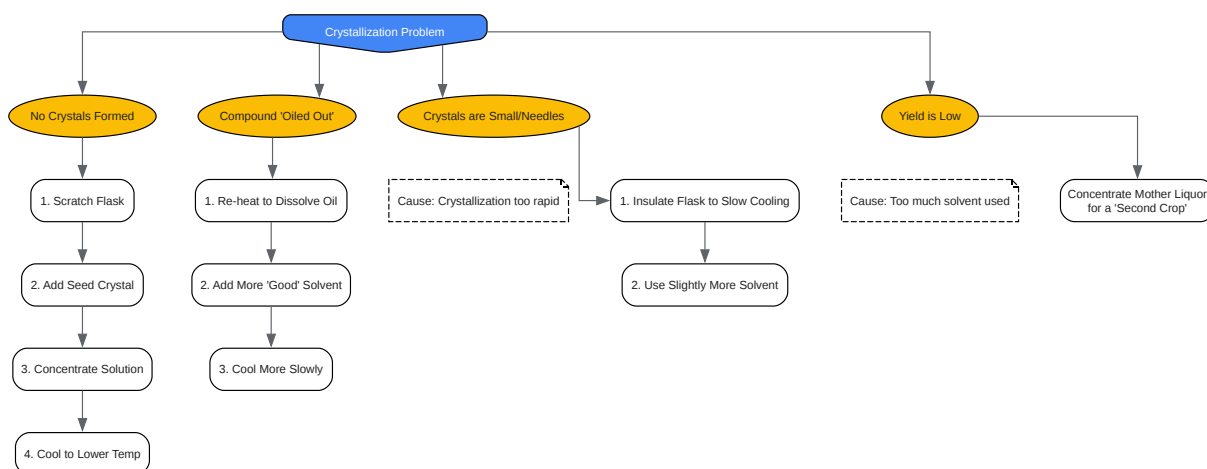 Crystallization Problem
No Crystals Formed
Compound 'Oiled Out'
Crystals are Small/Needles
Yield is Low
1. Scratch Flask
1. Re-heat to Dissolve Oil
Cause: Crystallization too rapid
1. Insulate Flask to Slow Cooling
Cause: Too much solvent used
Concentrate Mother Liquor
for a 'Second Crop'
2. Add Seed Crystal
2. Add More 'Good' Solvent
2. Use Slightly More Solvent
3. Concentrate Solution
3. Cool More Slowly
4. Cool to Lower Temp